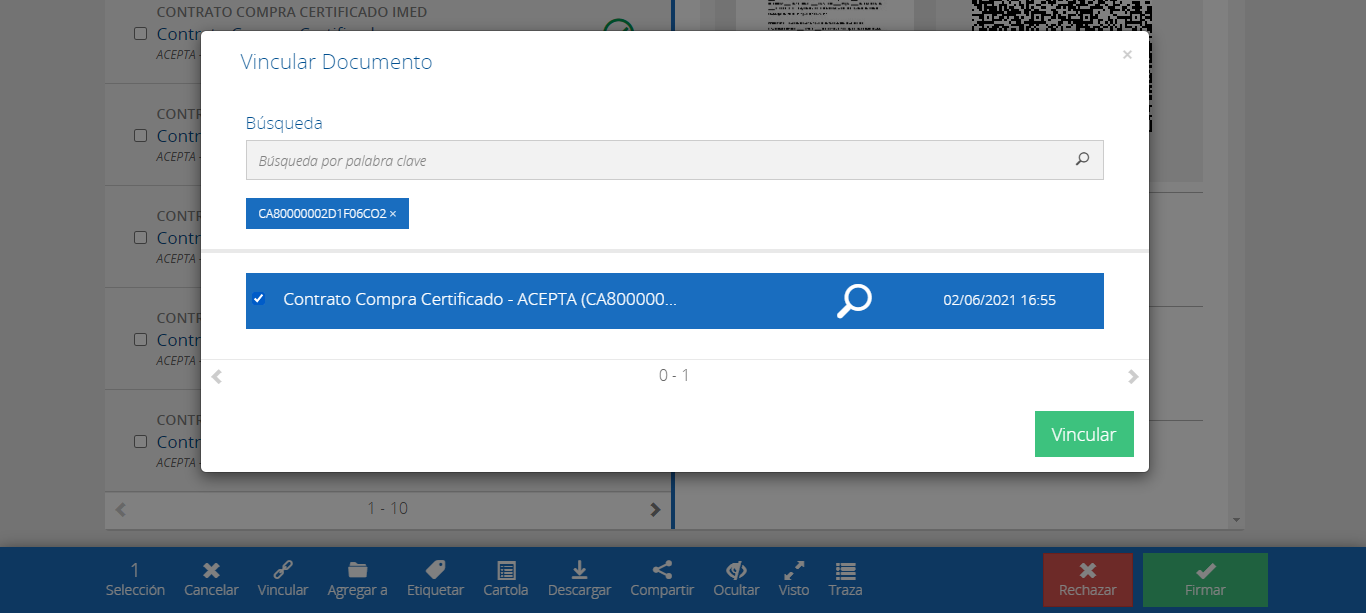 CONTRATO COMPRA CERTIFICADO IMED
Vincular Documento
×
Búsqueda
Búsqueda por palabra clave
CA80000002D1F06CO2 ×
Contrato Compra Certificado - ACEPTA (CA800000...
02/06/2021 16:55
0 - 1
Vincular
CONTR
Contr
ACEPTA -
CONTR
Contr
ACEPTA -
CONTR
Contr
ACEPTA -
CONTR
Contr
ACEPTA -
1 - 10
1
Selección
Cancelar
Vincular
Agregar a
Etiquetar
Cartola
Descargar
Compartir
Ocultar
Visto
Traza
Rechazar
Firmar